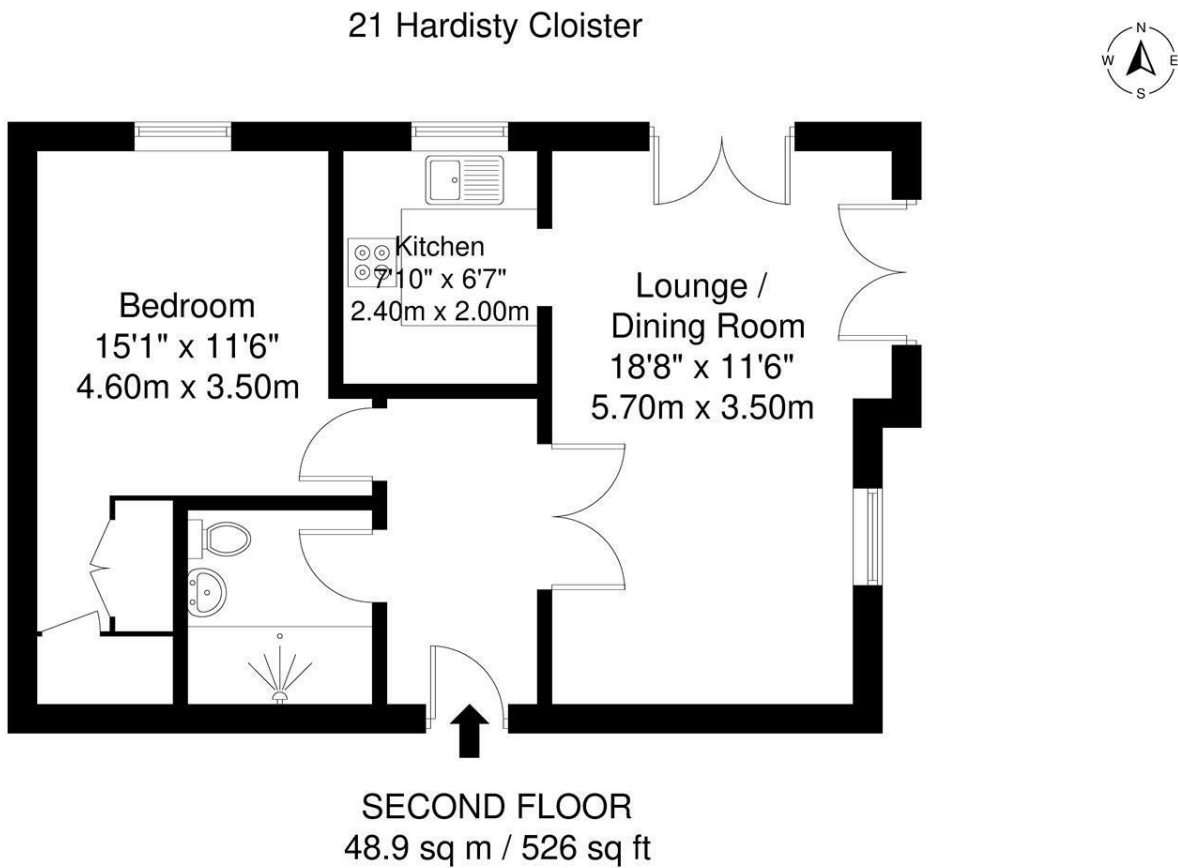 21 Hardisty Cloister
N
W E
S
Kitchen
7'10" x 6'7"
2.40m x 2.00m
Bedroom
15'1" x 11'6"
4.60m x 3.50m
Lounge /
Dining Room
18'8" x 11'6"
5.70m x 3.50m
SECOND FLOOR
48.9 sq m / 526 sq ft